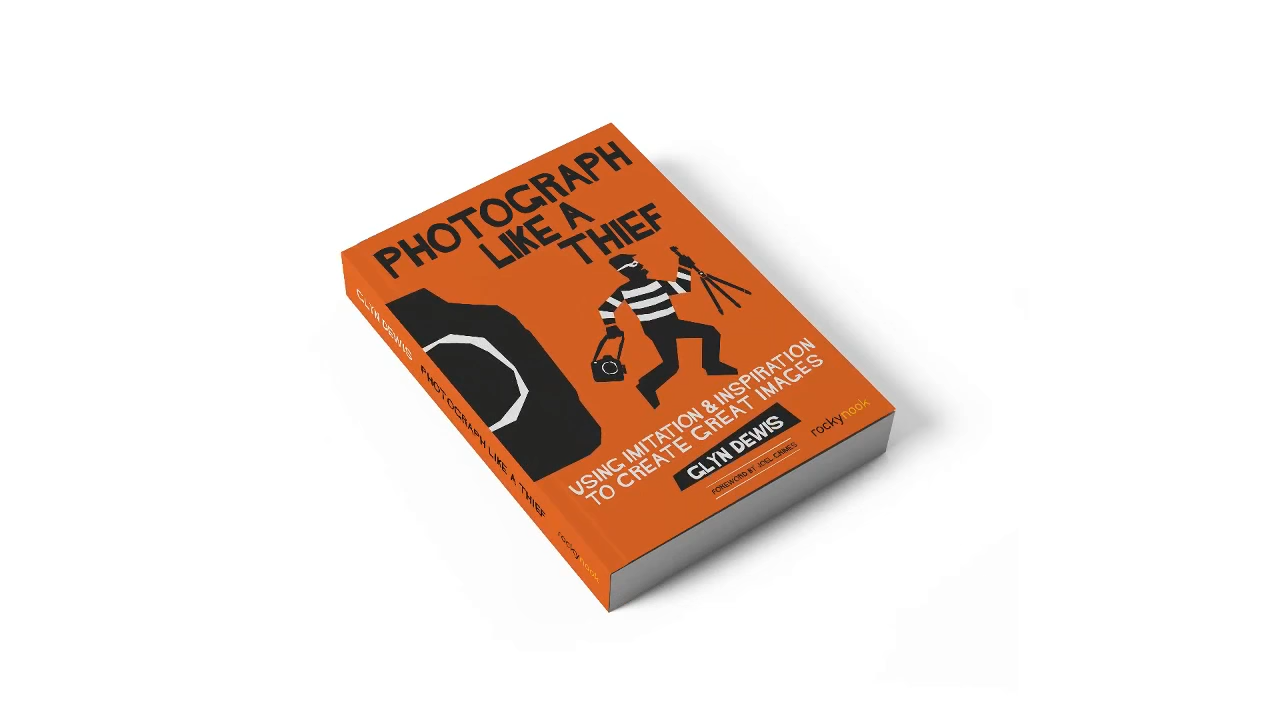 PHOTOGRAPH
LIKE A
THIEF
USING IMITATION & INSPIRATION
TO CREATE GREAT IMAGES
GLYN DEWIS
FOREWORD BY JOEL GRIMES
rockynook
GLYN DEWIS
PHOTOGRAPH LIKE A THIEF
rockynook